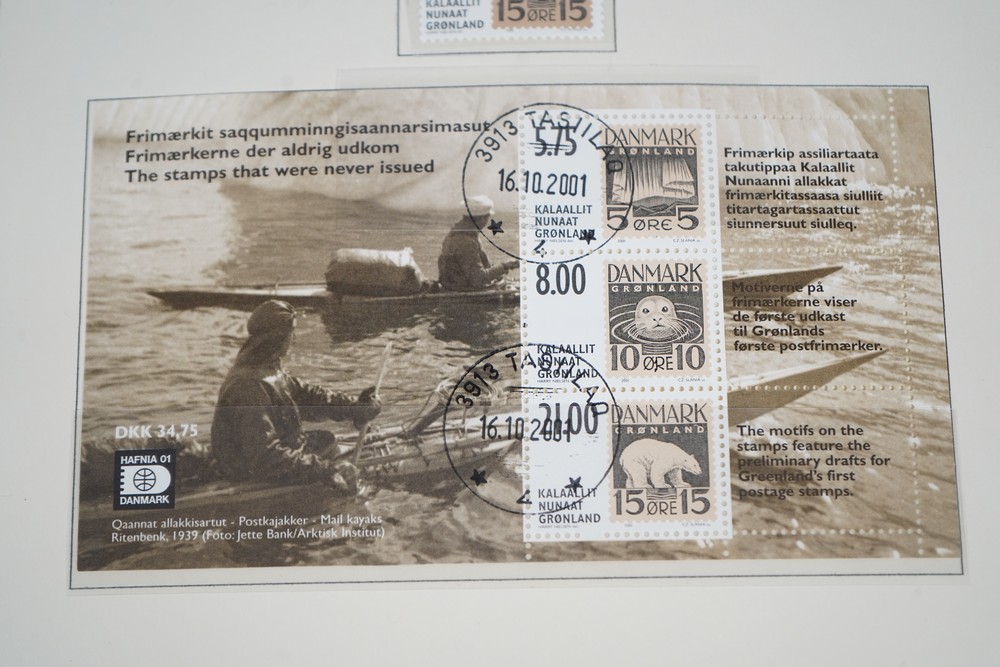 KALAALLIT
NUNAAT
GRØNLAND
15 ØRE 15
Frimærkit saqqumminngisaannarsimasut
Frimærkerne der aldrig udkom
The stamps that were never issued
3913 TASIILAQ
16.10.2001
5.75
KALAALLIT
NUNAAT
GRØNLAND
DANMARK
GRØNLAND
5 ØRE 5
8.00
KALAALLIT
NUNAAT
GRØNLAND
DANMARK
GRØNLAND
10 ØRE 10
3913 TASIILAQ
16.10.2001
21.00
KALAALLIT
NUNAAT
GRØNLAND
DANMARK
GRØNLAND
15 ØRE 15
Frimærkip assiliartaata
takutippaa Kalaallit
Nunaanni allakkat
frimærkitassaasa siulliit
titartagartassaattut
siunnersuut siulleq.
Motiverne på
frimærkerne viser
de første udkast
til Grønlands
første postfrimærker.
The motifs on the
stamps feature the
preliminary drafts for
Greenland's first
postage stamps.
DKK 34,75
HAFNIA 01
DANMARK
Qaannat allakkisartut - Postkajakker - Mail kayaks
Ritenbenk, 1939 (Foto: Jette Bank/Arktisk Institut)